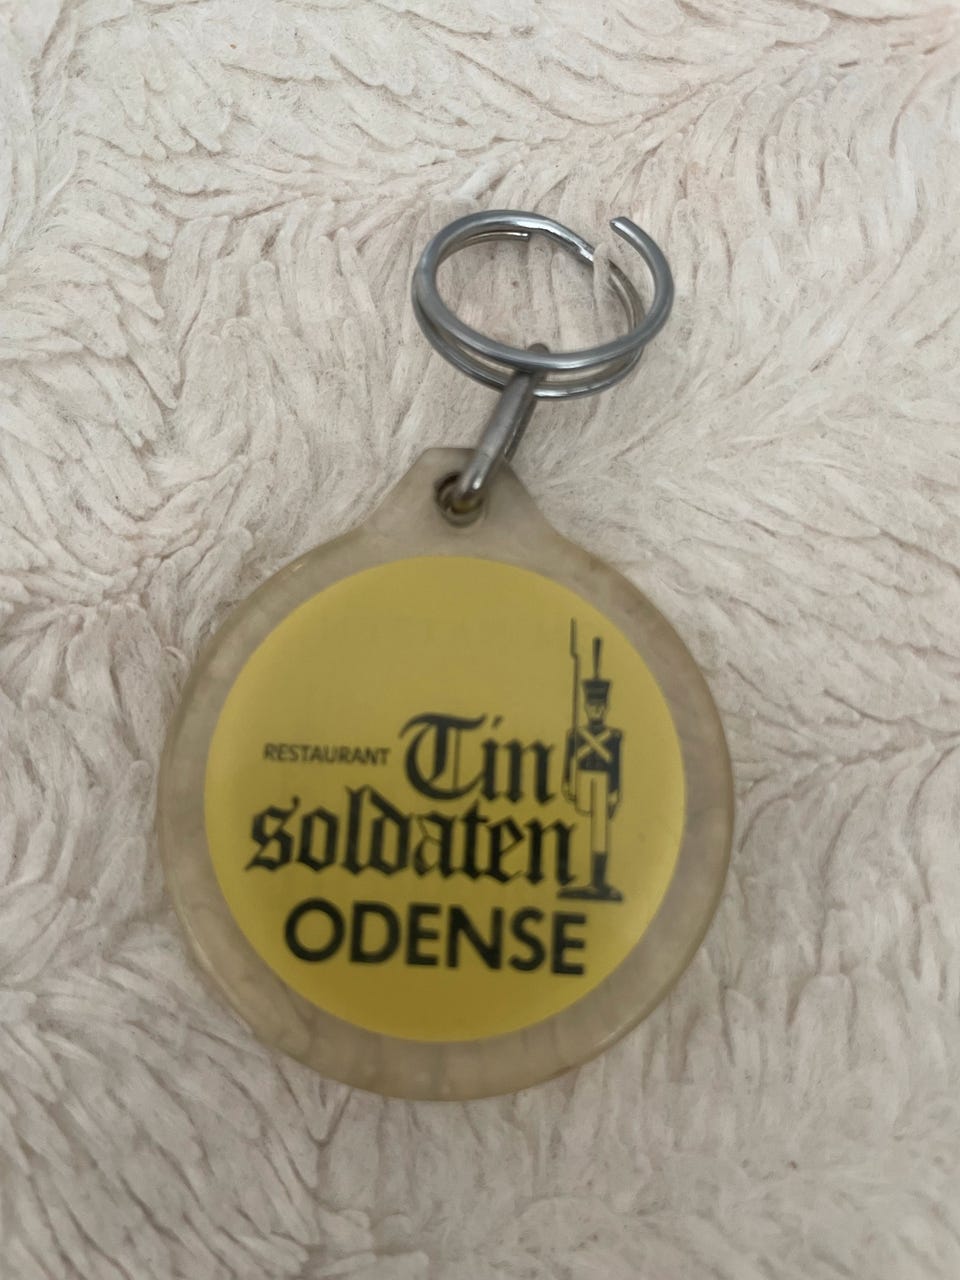 RESTAURANT Tin
soldaten
ODENSE